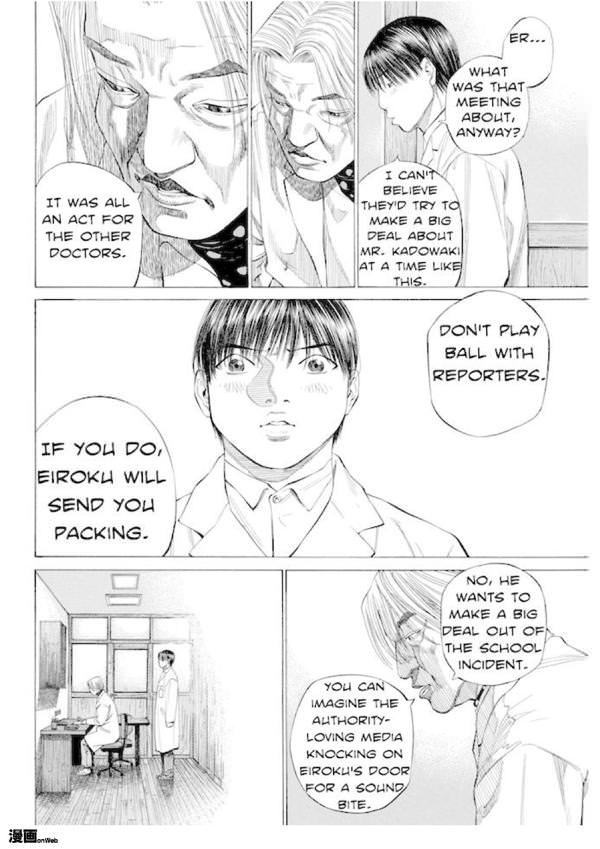 ER...
WHAT
WAS THAT
MEETING
ABOUT,
ANYWAY?
I CAN'T
BELIEVE
THEY'D TRY TO
MAKE A BIG
DEAL ABOUT
MR. KADOWAKI
AT A TIME LIKE
THIS.
IT WAS ALL
AN ACT FOR
THE OTHER
DOCTORS.
DON'T PLAY
BALL WITH
REPORTERS.
IF YOU DO,
EIROKU WILL
SEND YOU
PACKING.
NO, HE
WANTS TO
MAKE A BIG
DEAL OUT OF
THE SCHOOL
INCIDENT.
YOU CAN
IMAGINE THE
AUTHORITY-
LOVING MEDIA
KNOCKING ON
EIROKU'S DOOR
FOR A SOUND
BITE.
漫画onWeb